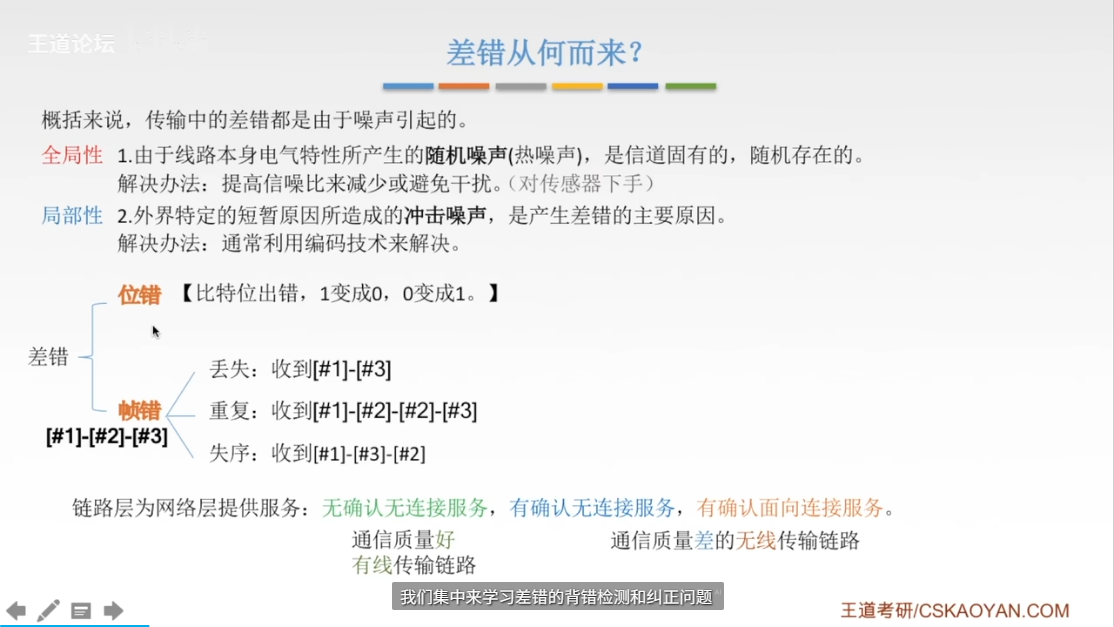 王道论坛
差错从何而来？
概括来说，传输中的差错都是由于噪声引起的。
全局性 1.由于线路本身电气特性所产生的随机噪声(热噪声)，是信道固有的，随机存在的。
解决办法：提高信噪比来减少或避免干扰。（对传感器下手）
局部性 2.外界特定的短暂原因所造成的冲击噪声，是产生差错的主要原因。
解决办法：通常利用编码技术来解决。
位错 【比特位出错，1变成0，0变成1。】
差错
丢失：收到[#1]-[#3]
帧错 重复：收到[#1]-[#2]-[#2]-[#3]
[#1]-[#2]-[#3]
失序：收到[#1]-[#3]-[#2]
链路层为网络层提供服务：无确认无连接服务，有确认无连接服务，有确认面向连接服务。
通信质量好 通信质量差的无线传输链路
有线传输链路
我们集中来学习差错的背错检测和纠正问题
王道考研/CSKAOYAN.COM